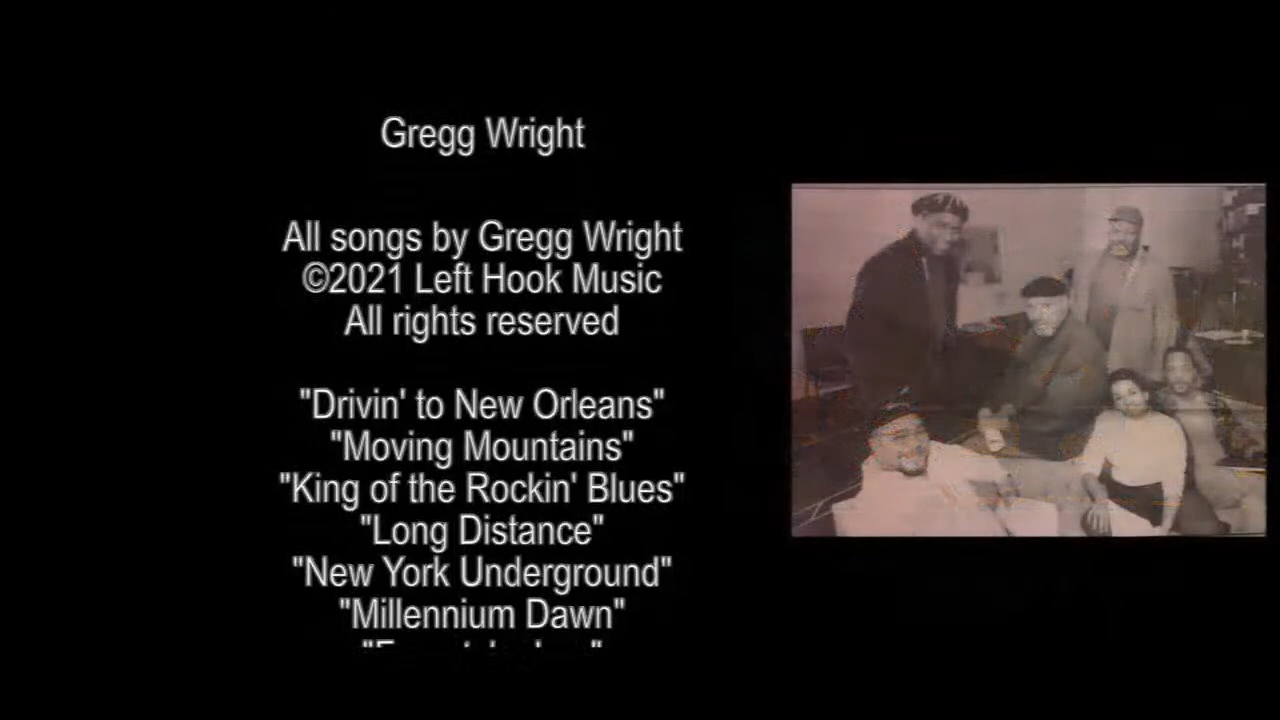 Gregg Wright
All songs by Gregg Wright
©2021 Left Hook Music
All rights reserved
"Drivin' to New Orleans"
"Moving Mountains"
"King of the Rockin' Blues"
"Long Distance"
"New York Underground"
"Millennium Dawn"